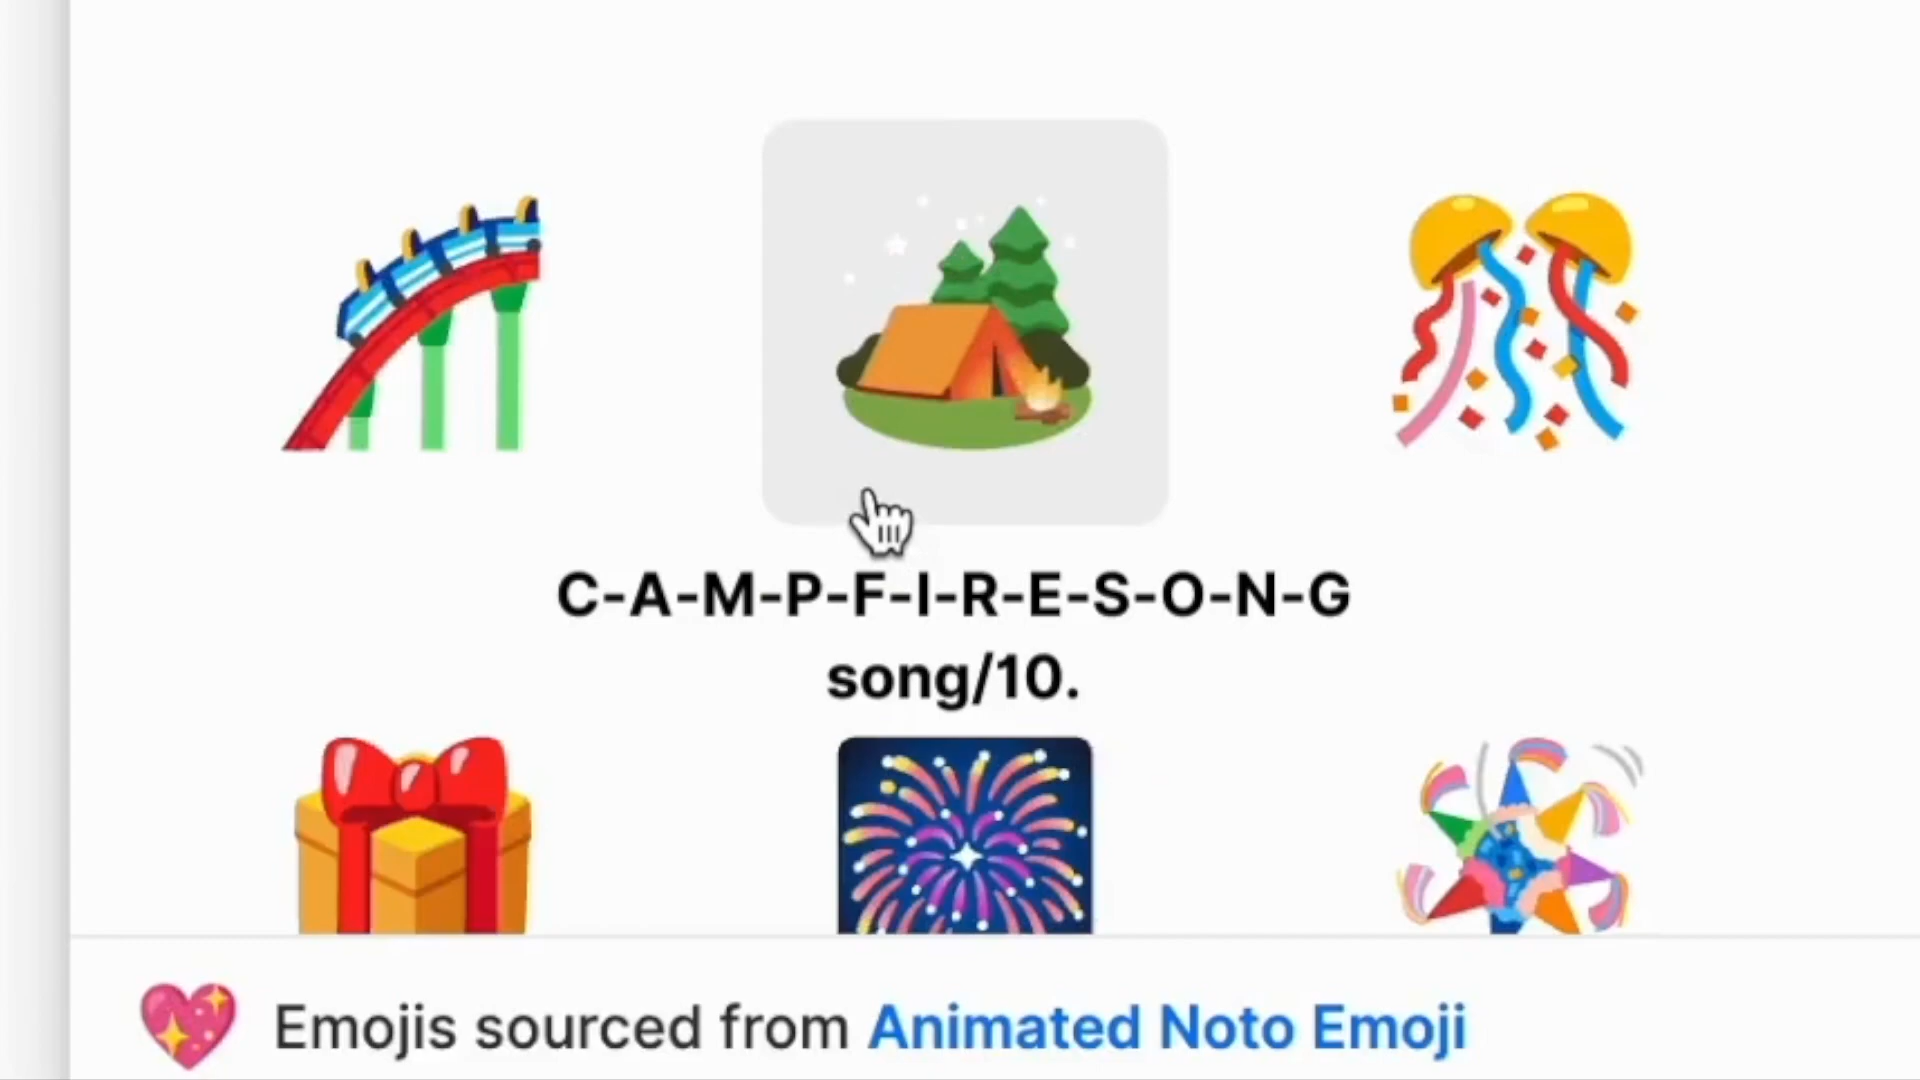 C-A-M-P-F-I-R-E-S-O-N-G
song/10.
Emojis sourced from Animated Noto Emoji